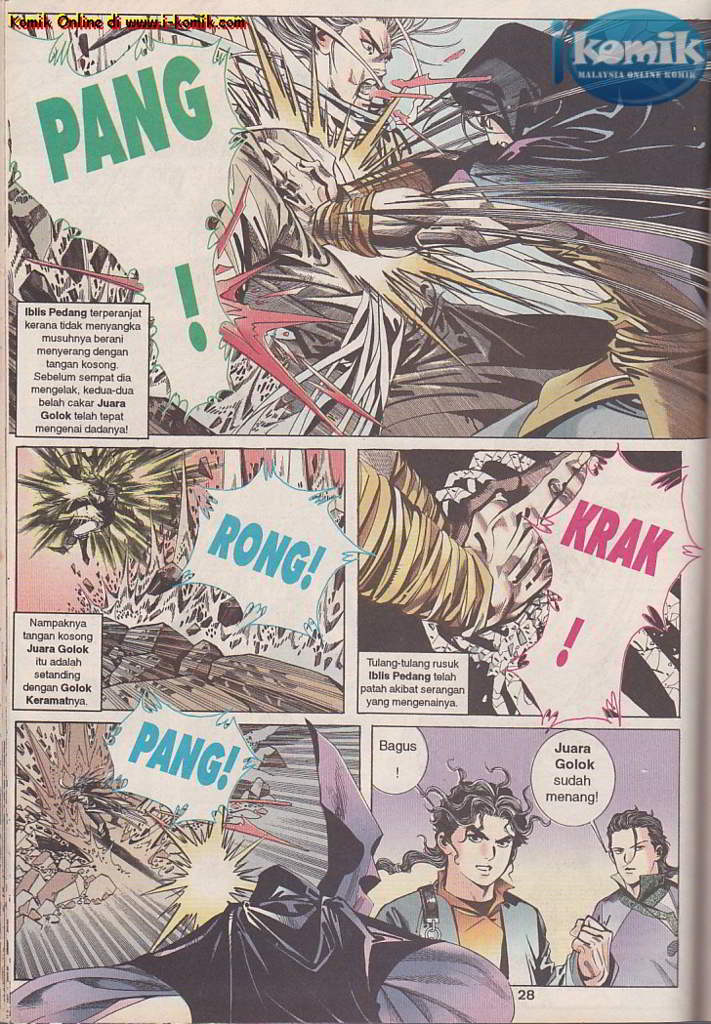 Komik Online di www.i-komik.com
i komik
MALAYSIA ONLINE KOMIK
PANG
!
Iblis Pedang terperanjat
kerana tidak menyangka
musuhnya berani
menyerang dengan
tangan kosong.
Sebelum sempat dia
mengelak, kedua-dua
belah cakar Juara
Golok telah tepat
mengenai dadanya!
RONG!
Nampaknya
tangan kosong
Juara Golok
itu adalah
setanding
dengan Golok
Keramatnya.
KRAK
!
Tulang-tulang rusuk
Iblis Pedang telah
patah akibat serangan
yang mengenainya.
PANG!
Bagus
!
Juara
Golok
sudah
menang!
28